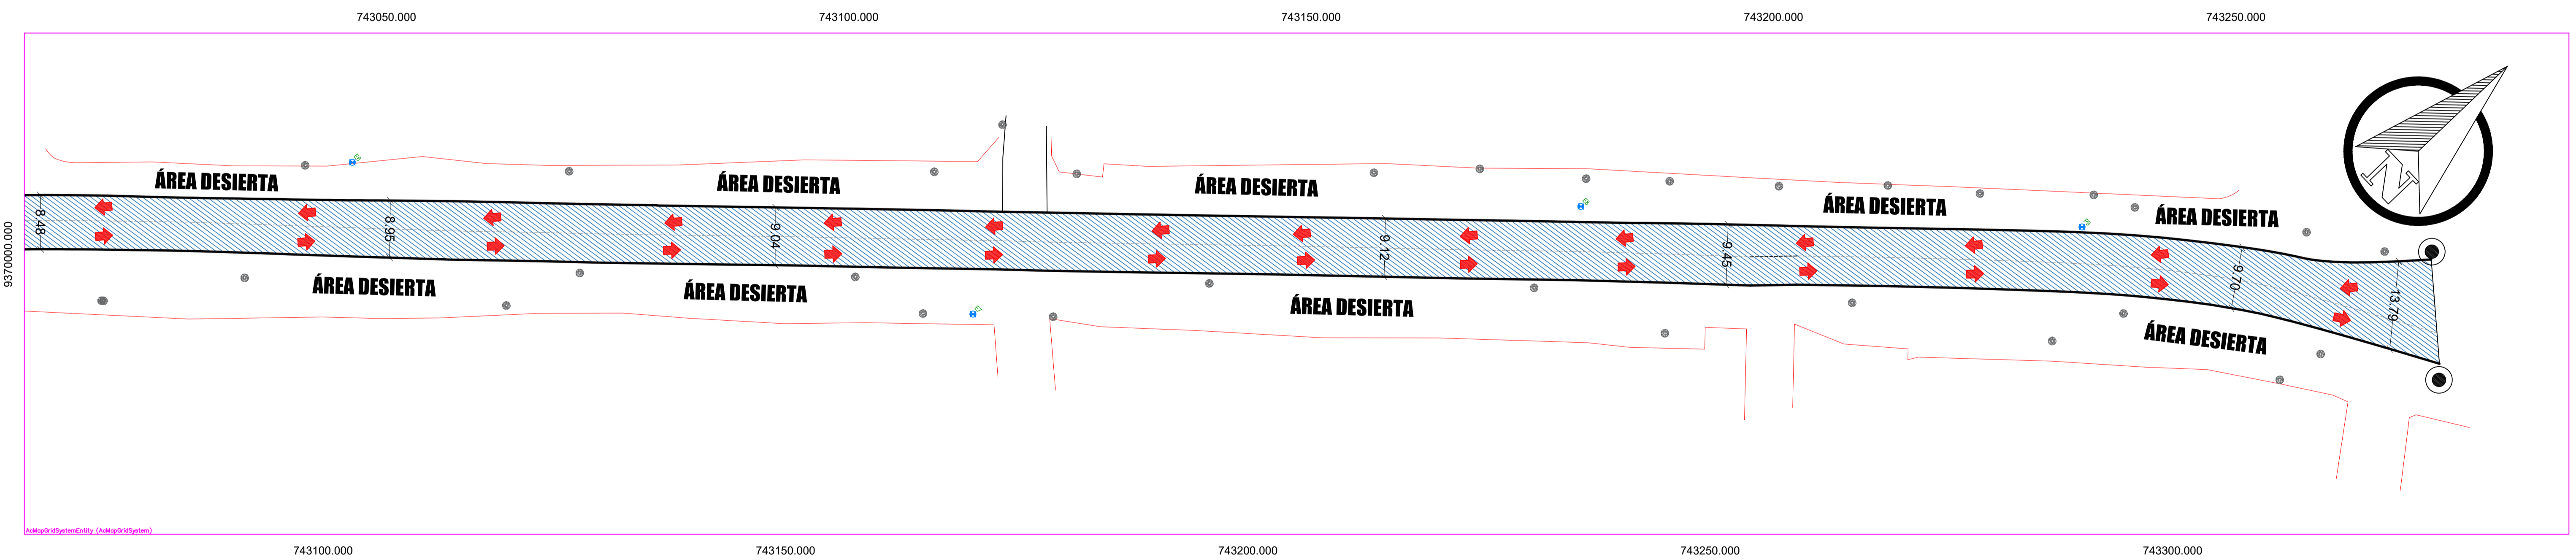 743050.000
743100.000
743150.000
743200.000
743250.000
N
E8
ÁREA DESIERTA
ÁREA DESIERTA
ÁREA DESIERTA
ÁREA DESIERTA
ÁREA DESIERTA
8.48
8.95
9.04
9.12
9.45
9.70
13.79
9370000.000
ÁREA DESIERTA
ÁREA DESIERTA
ÁREA DESIERTA
ÁREA DESIERTA
E7
AcMapGridSystemEntity (AcMapGridSystem)
743100.000
743150.000
743200.000
743250.000
743300.000